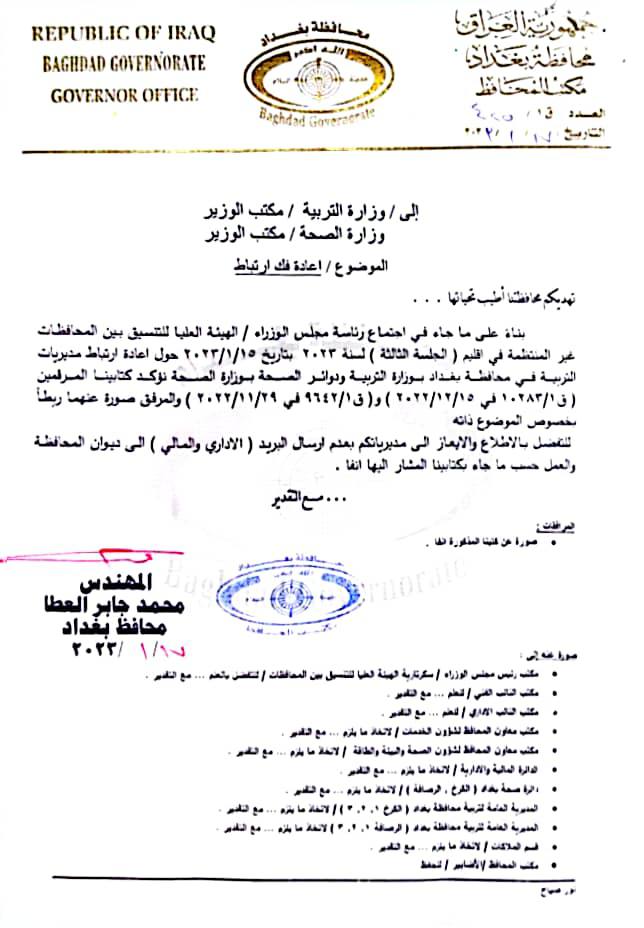 REPUBLIC OF IRAQ
BAGHDAD GOVERNORATE
GOVERNOR OFFICE
محافظة بغداد
Baghdad Governorate
جمهورية العراق
محافظة بغداد
مكتب المحافظ
العدد: ق/١
التاريخ: ١٧/ ١ /٢٠٢٣
إلى / وزارة التربية / مكتب الوزير
وزارة الصحة / مكتب الوزير
الموضوع / اعادة فك ارتباط
تهديكم محافظتنا أطيب تحياتها . . .
بناءً على ما جاء في اجتماع رئاسة مجلس الوزراء / الهيئة العليا للتنسيق بين المحافظات
غير المنتظمة في اقليم ( الجلسة الثالثة ) لسنة ٢٠٢٣ بتاريخ ٢٠٢٣/١/١٥ حول اعادة ارتباط مديريات
التربية في محافظة بغداد بوزارة التربية ودوائر الصحة بوزارة الصحة نؤكد كتابينا المرقمين
( ق/١٠٢٨٣/١ في ٢٠٢٢/١٢/١٥ ) و( ق/٩٦٤٢/١ في ٢٠٢٢/١١/٢٩ ) والمرفق صورة عنهما ربطاً
بخصوص الموضوع ذاته
للتفضل بالاطلاع والايعاز الى مديرياتكم بعدم ارسال البريد ( الاداري والمالي ) الى ديوان المحافظة
والعمل حسب ما جاء بكتابينا المشار اليها انفا .
... مع التقدير
المرافقات :
• صورة عن كتبنا المذكورة انفا .
المهندس
محمد جابر العطا
محافظ بغداد
١٧/ ١ /٢٠٢٣
محافظة بغداد
مكتب المحافظ
Baghdad Governorate
صورة عنه إلى :
• مكتب رئيس مجلس الوزراء / سكرتارية الهيئة العليا للتنسيق بين المحافظات / للتفضل بالعلم ... مع التقدير .
• مكتب النائب الفني / للعلم ... مع التقدير .
• مكتب النائب الاداري / للعلم ... مع التقدير .
• مكتب معاون المحافظ لشؤون الخدمات / لاتخاذ ما يلزم ... مع التقدير .
• مكتب معاون المحافظ لشؤون الصحة والبيئة والطاقة / لاتخاذ ما يلزم ... مع التقدير .
• الدائرة المالية والادارية / لاتخاذ ما يلزم ... مع التقدير .
• دائرة صحة بغداد ( الكرخ , الرصافة ) / لاتخاذ ما يلزم ... مع التقدير .
• المديرية العامة لتربية محافظة بغداد ( الكرخ ١ , ٢ , ٣ ) / لاتخاذ ما يلزم ... مع التقدير .
• المديرية العامة لتربية محافظة بغداد ( الرصافة ١ , ٢ , ٣ ) لاتخاذ ما يلزم ... مع التقدير .
• قسم الملاكات / لاتخاذ ما يلزم ... مع التقدير .
• مكتب المحافظ / الأضابير / للحفظ
نور صباح